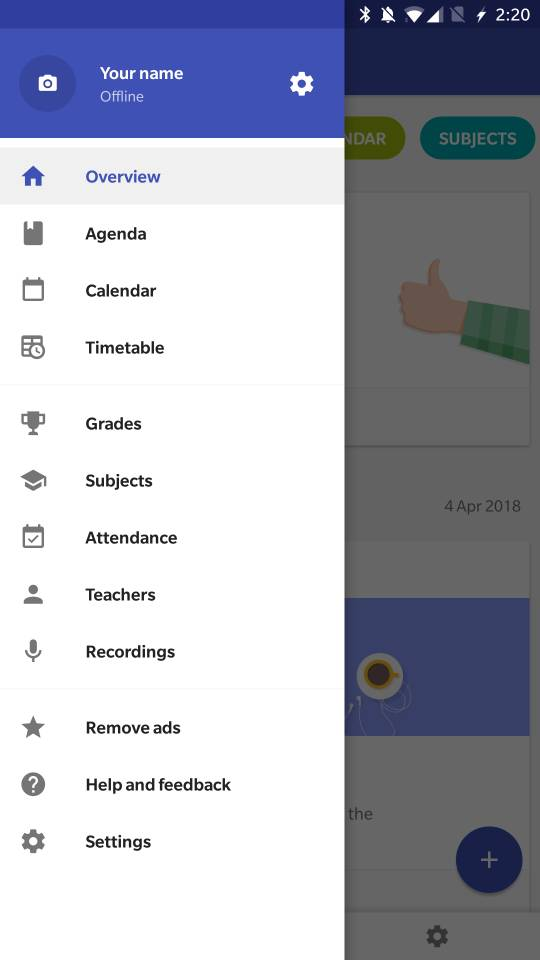 2:20
Your name
Offline
NDAR
SUBJECTS
Overview
Agenda
Calendar
Timetable
Grades
Subjects
4 Apr 2018
Attendance
Teachers
Recordings
Remove ads
Help and feedback
the
Settings